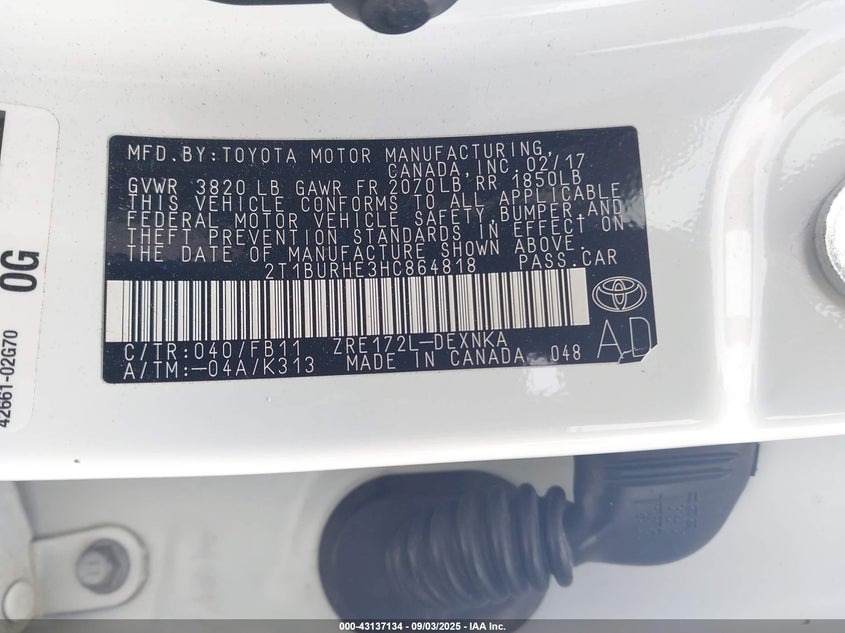 MFD.BY:TOYOTA MOTOR MANUFACTURING,
CANADA,INC. 02/17
GVWR 3820 LB GAWR FR 2070LB RR 1850LB
THIS VEHICLE CONFORMS TO ALL APPLICABLE
FEDERAL MOTOR VEHICLE SAFETY,BUMPER,AND
THEFT PREVENTION STANDARDS IN EFFECT ON
THE DATE OF MANUFACTURE SHOWN ABOVE.
2T1BURHE3HC864818 PASS.CAR
C/TR:040/FB11 ZRE172L-DEXNKA
A/TM:-04A/K313 MADE IN CANADA 048
AD
0G
42661-02G70
000-43137134 - 09/03/2025 - IAA Inc.